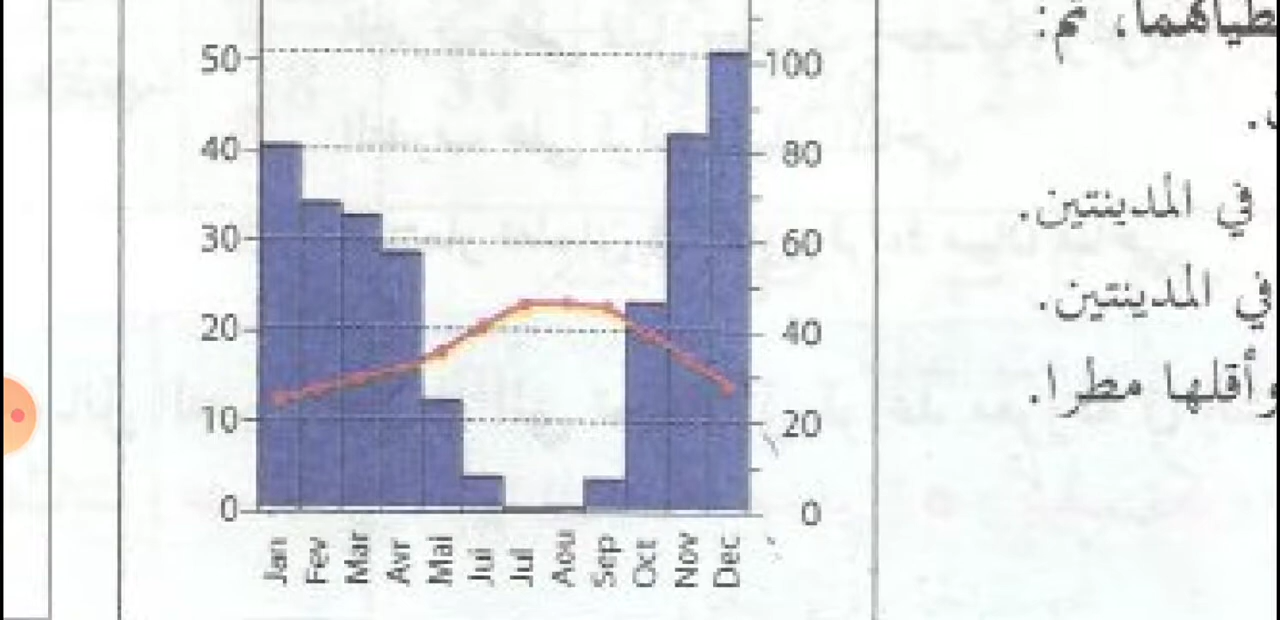 50
40
30
20
10
0
100
80
60
40
20
0
Jan
Fev
Mar
Avr
Mai
Jui
Jul
Aou
Sep
Oct
Nov
Dec
ثم:
في المدينتين.
في المدينتين.
وأقلها مطرا.